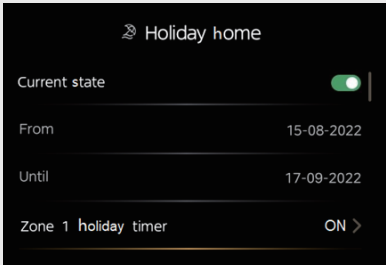 Holiday home
Current state
From 15-08-2022
Until 17-09-2022
Zone 1 holiday timer ON